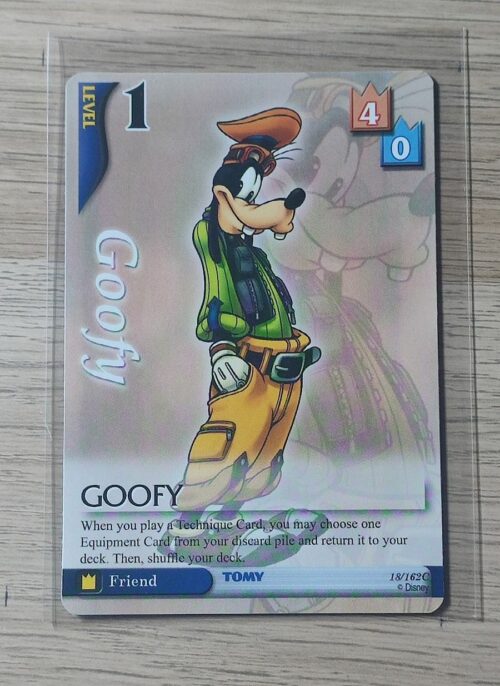 LEVEL
1
4
0
Goofy
GOOFY
When you play a Technique Card, you may choose one
Equipment Card from your discard pile and return it to your
deck. Then, shuffle your deck.
Friend
TOMY
18/162C
© Disney